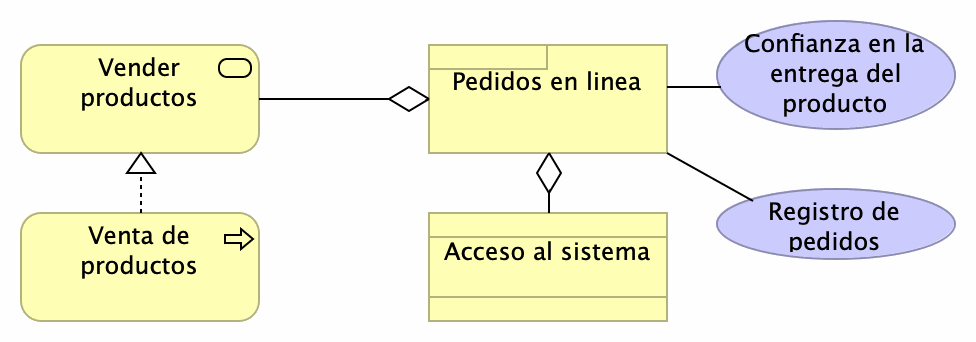 Vender
productos
Pedidos en linea
Confianza en la
entrega del
producto
Venta de
productos
Acceso al sistema
Registro de
pedidos